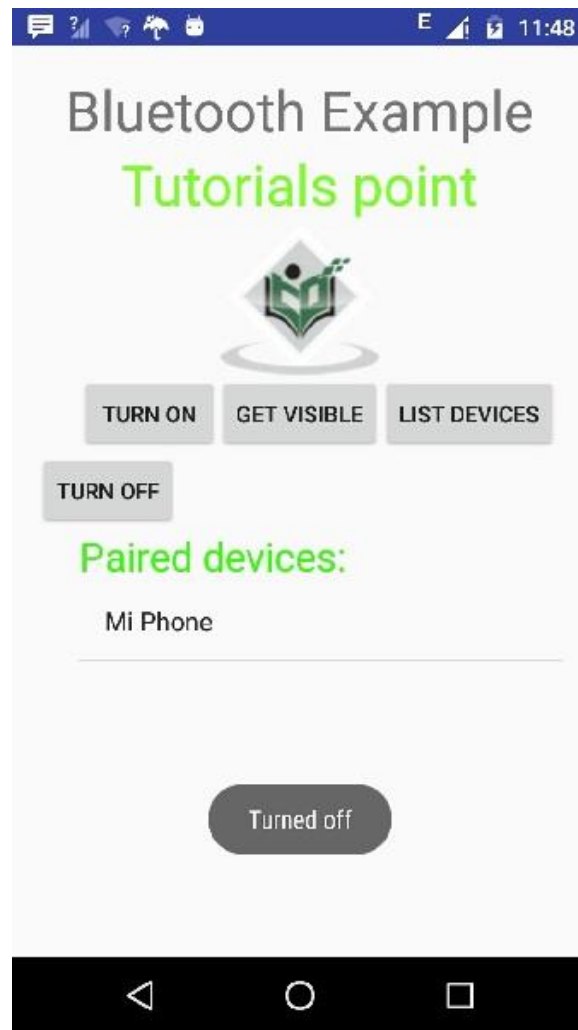 E 11:48
Bluetooth Example
Tutorials point
TURN ON GET VISIBLE LIST DEVICES
TURN OFF
Paired devices:
Mi Phone
Turned off